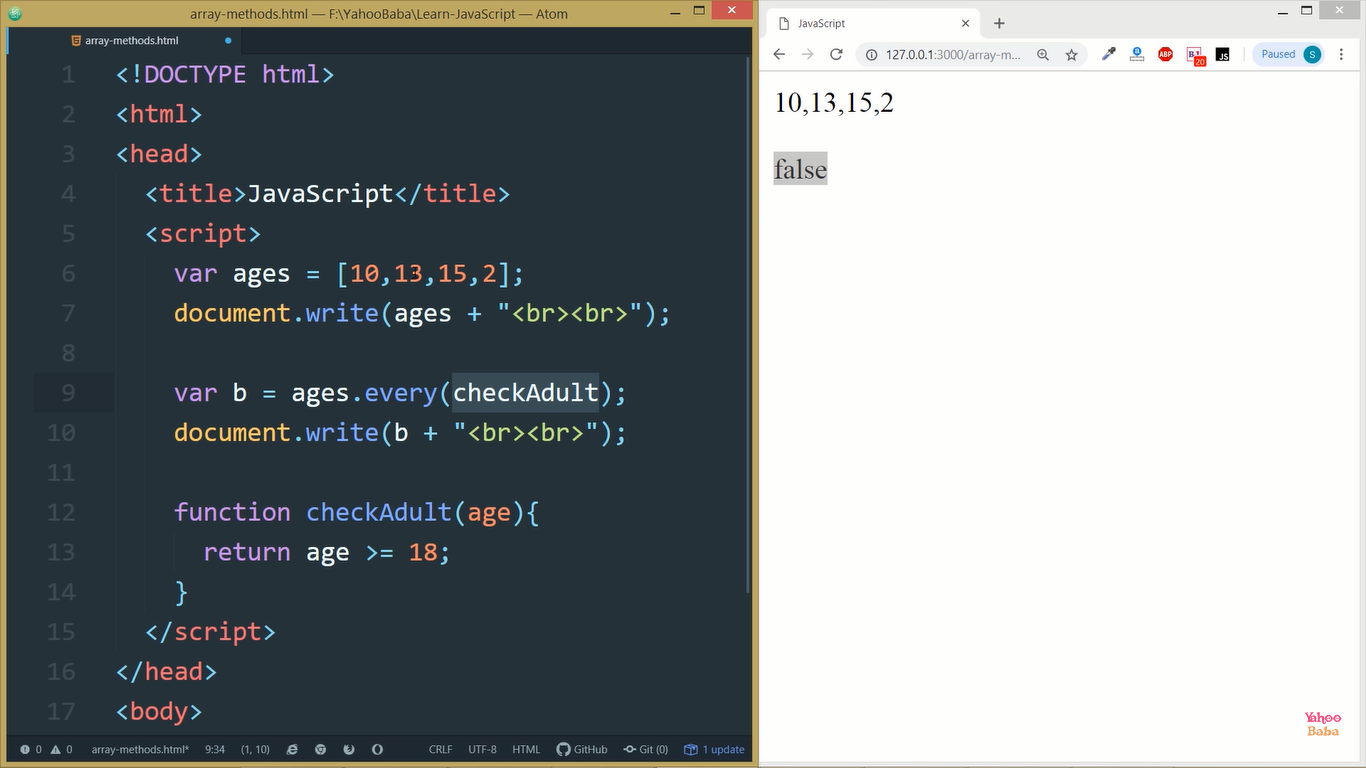 array-methods.html — F:\YahooBaba\Learn-JavaScript — Atom
array-methods.html
1 <!DOCTYPE html>
2 <html>
3 <head>
4 <title>JavaScript</title>
5 <script>
6 var ages = [10,13,15,2];
7 document.write(ages + "<br><br>");
8
9 var b = ages.every(checkAdult);
10 document.write(b + "<br><br>");
11
12 function checkAdult(age){
13 return age >= 18;
14 }
15 </script>
16 </head>
17 <body>
0 0 array-methods.html* 9:34 (1, 10) CRLF UTF-8 HTML GitHub Git (0) 1 update
JavaScript
127.0.0.1:3000/array-m... ABP 20 JS Paused S
10,13,15,2
false
Yahoo
Baba